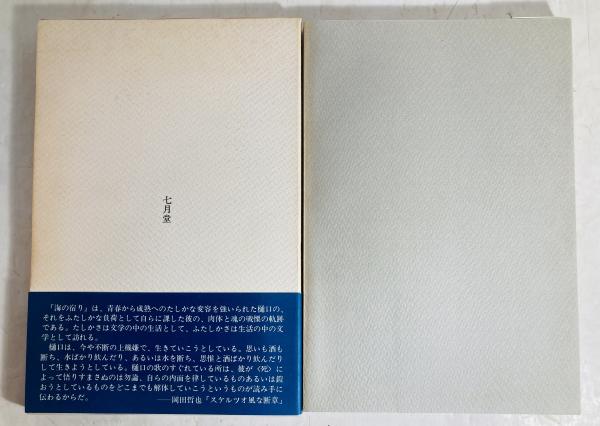 七月堂
「海の宿り」は、青春から成熟へのたしかな変容を強いられた樋口の、
それをふたしかな負荷として自らに課した彼の、肉体と魂の戦慄の軌跡
である。たしかさは文学の中の生活として、ふたしかさは生活の中の文
学として訪れる。
樋口は、今や不断の上機嫌で、生きていこうとしている。思いも酒も
断ち、水ばかり飲んだり、あるいは水を断ち、思惟と酒ばかり飲んだり
して生きようとしている。樋口の歌のすぐれている所は、彼が〈死〉に
よって悟りすまさぬのは勿論、自らの内面を律しているものあるいは鎧
おうとしているものをどこまでも解体していこうというものが読み手に
伝わるからだ。
――岡田哲也「スケルツオ風な断章」